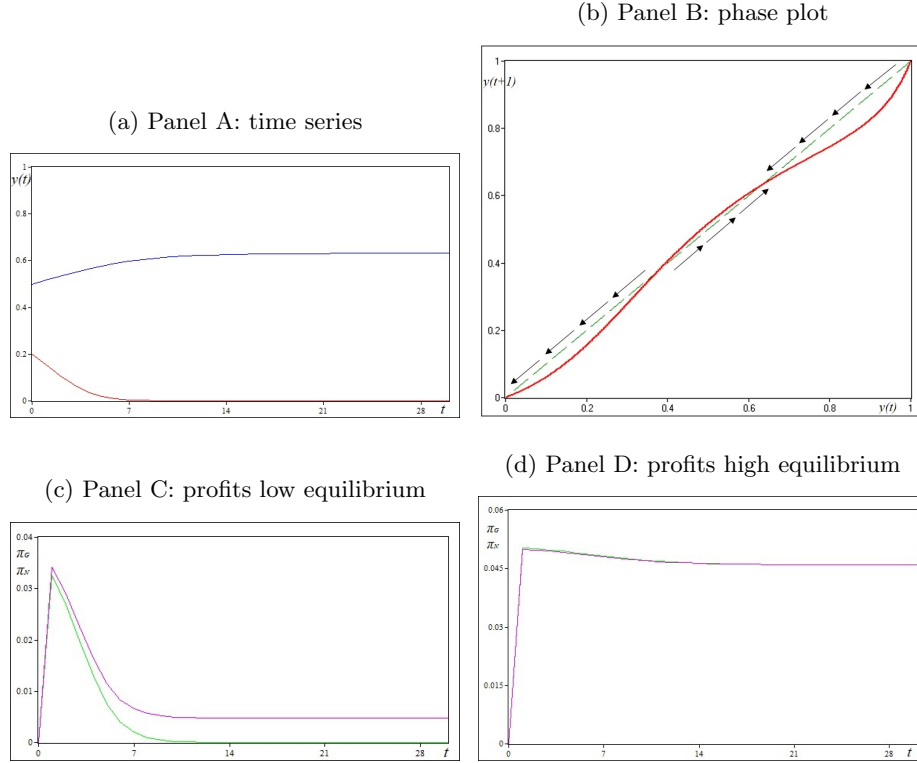 (a) Panel A: time series
1
y(t)
0.8
0.6
0.4
0.2
0
0 7 14 21 28 t
(b) Panel B: phase plot
1
y(t+1)
0.8
0.6
0.4
0.2
0
0 0.2 0.4 0.6 0.8 y(t) 1
(c) Panel C: profits low equilibrium
0.04
πG
πN
0.03
0.02
0.01
0
0 7 14 21 28 t
(d) Panel D: profits high equilibrium
0.06
πG
πN
0.045
0.03
0.015
0
0 7 14 21 28 t